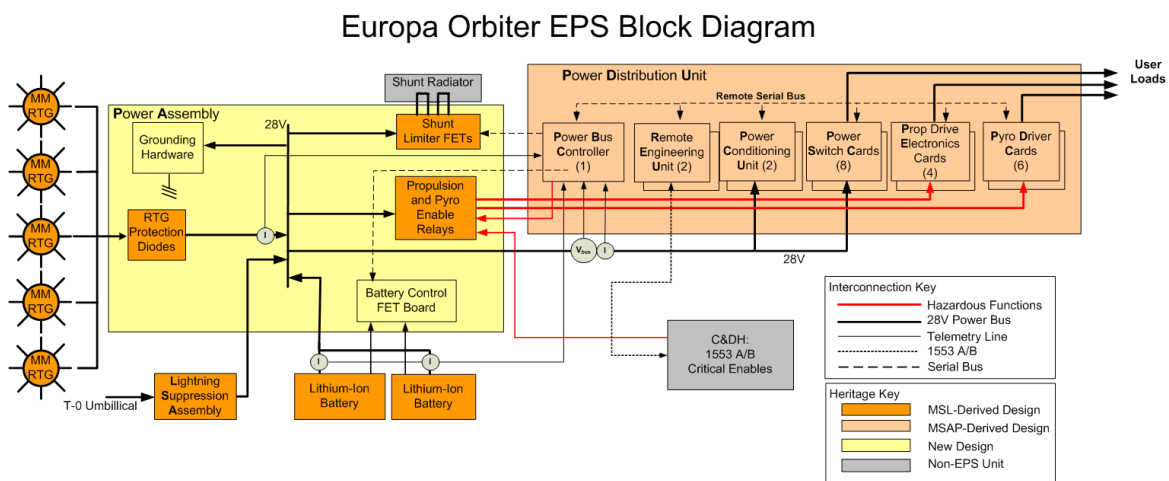 Europa Orbiter EPS Block Diagram
MM
RTG
MM
RTG
MM
RTG
MM
RTG
MM
RTG
Power Assembly
Grounding
Hardware
RTG
Protection
Diodes
28V
I
Shunt Radiator
Shunt
Limiter FETs
Propulsion
and Pyro
Enable
Relays
Battery Control
FET Board
I
I
Lithium-Ion
Battery
Lithium-Ion
Battery
T-0 Umbillical
Lightning
Suppression
Assembly
Power Distribution Unit
Remote Serial Bus
Power Bus
Controller
(1)
Remote
Engineering
Unit (2)
Power
Conditioning
Unit (2)
Power
Switch Cards
(8)
Prop Drive
Electronics
Cards
(4)
Pyro Driver
Cards
(6)
User
Loads
Vbus
I
28V
C&DH:
1553 A/B
Critical Enables
Interconnection Key
Hazardous Functions
28V Power Bus
Telemetry Line
1553 A/B
Serial Bus
Heritage Key
MSL-Derived Design
MSAP-Derived Design
New Design
Non-EPS Unit